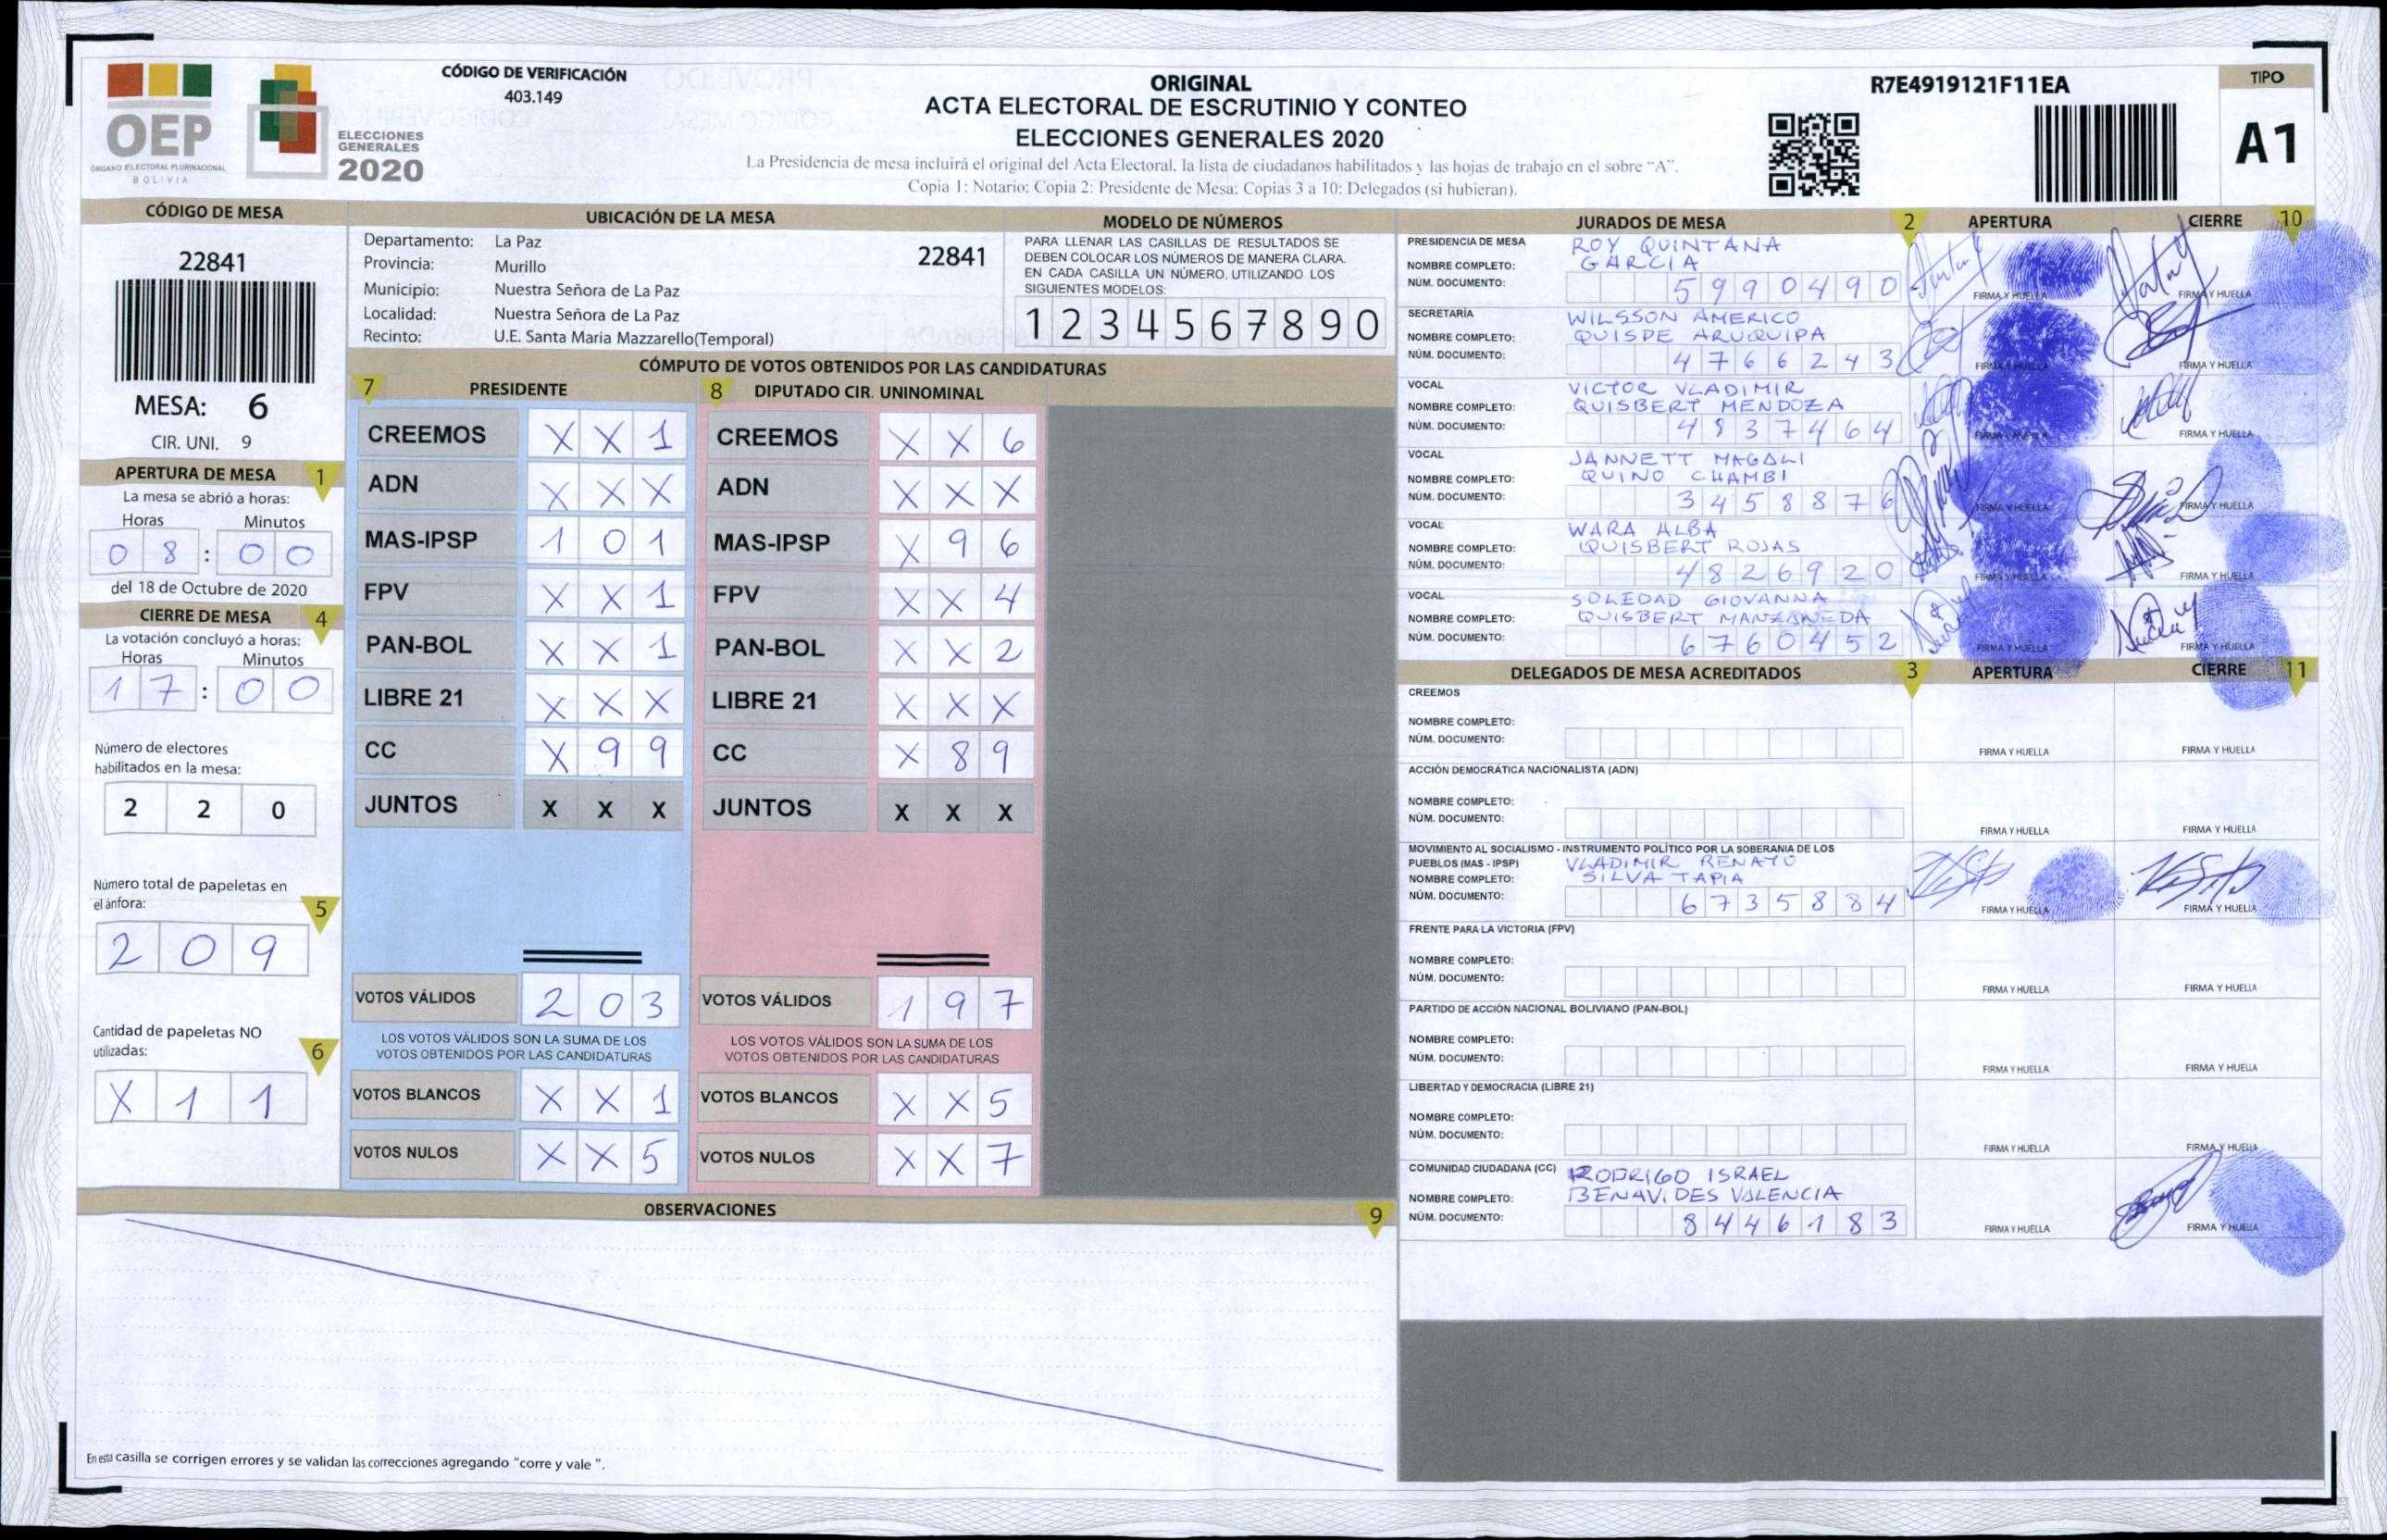 OEP
ÓRGANO ELECTORAL PLURINACIONAL
BOLIVIA
ELECCIONES
GENERALES
2020
CÓDIGO DE VERIFICACIÓN
403.149
ORIGINAL
ACTA ELECTORAL DE ESCRUTINIO Y CONTEO
ELECCIONES GENERALES 2020
La Presidencia de mesa incluirá el original del Acta Electoral, la lista de ciudadanos habilitados y las hojas de trabajo en el sobre “A”.
Copia 1: Notario; Copia 2: Presidente de Mesa; Copias 3 a 10: Delegados (si hubieran).
R7E4919121F11EA
TIPO
A1
CÓDIGO DE MESA
22841
MESA: 6
CIR. UNI. 9
APERTURA DE MESA 1
La mesa se abrió a horas:
Horas Minutos
08:00
del 18 de Octubre de 2020
CIERRE DE MESA 4
La votación concluyó a horas:
Horas Minutos
17:00
Número de electores
habilitados en la mesa:
2 2 0
Número total de papeletas en
el ánfora: 5
2 0 9
Cantidad de papeletas NO
utilizadas: 6
X 1 1
UBICACIÓN DE LA MESA
Departamento: La Paz
22841
Provincia: Murillo
Municipio: Nuestra Señora de La Paz
Localidad: Nuestra Señora de La Paz
Recinto: U.E. Santa Maria Mazzarello(Temporal)
MODELO DE NÚMEROS
PARA LLENAR LAS CASILLAS DE RESULTADOS SE
DEBEN COLOCAR LOS NÚMEROS DE MANERA CLARA.
EN CADA CASILLA UN NÚMERO, UTILIZANDO LOS
SIGUIENTES MODELOS:
1 2 3 4 5 6 7 8 9 0
CÓMPUTO DE VOTOS OBTENIDOS POR LAS CANDIDATURAS
7 PRESIDENTE
CREEMOS X X 1
ADN X X X
MAS-IPSP 1 0 1
FPV X X 1
PAN-BOL X X 1
LIBRE 21 X X X
CC X 9 9
JUNTOS X X X
VOTOS VÁLIDOS 2 0 3
LOS VOTOS VÁLIDOS SON LA SUMA DE LOS
VOTOS OBTENIDOS POR LAS CANDIDATURAS
VOTOS BLANCOS X X 1
VOTOS NULOS X X 5
8 DIPUTADO CIR. UNINOMINAL
CREEMOS X X 6
ADN X X X
MAS-IPSP X 9 6
FPV X X 4
PAN-BOL X X 2
LIBRE 21 X X X
CC X 8 9
JUNTOS X X X
VOTOS VÁLIDOS 1 9 7
LOS VOTOS VÁLIDOS SON LA SUMA DE LOS
VOTOS OBTENIDOS POR LAS CANDIDATURAS
VOTOS BLANCOS X X 5
VOTOS NULOS X X 7
OBSERVACIONES 9
En esta casilla se corrigen errores y se validan las correcciones agregando “corre y vale”.
JURADOS DE MESA 2 APERTURA CIERRE 10
PRESIDENCIA DE MESA ROY QUINTANA
NOMBRE COMPLETO: GARCIA
NÚM. DOCUMENTO: 5990490 FIRMA Y HUELLA FIRMA Y HUELLA
SECRETARÍA WILSSON AMERICO
NOMBRE COMPLETO: QUISPE ARUQUIPA
NÚM. DOCUMENTO: 4766243 FIRMA Y HUELLA FIRMA Y HUELLA
VOCAL VICTOR VLADIMIR
NOMBRE COMPLETO: QUISBERT MENDOZA
NÚM. DOCUMENTO: 4837464 FIRMA Y HUELLA FIRMA Y HUELLA
VOCAL JANNETT MAGALI
NOMBRE COMPLETO: QUINO CHAMBI
NÚM. DOCUMENTO: 3458876 FIRMA Y HUELLA FIRMA Y HUELLA
VOCAL WARA ALBA
NOMBRE COMPLETO: QUISBERT ROJAS
NÚM. DOCUMENTO: 4826920 FIRMA Y HUELLA FIRMA Y HUELLA
VOCAL SOLEDAD GIOVANNA
NOMBRE COMPLETO: QUISBERT MANZANEDA
NÚM. DOCUMENTO: 6760452 FIRMA Y HUELLA FIRMA Y HUELLA
DELEGADOS DE MESA ACREDITADOS 3 APERTURA CIERRE 11
CREEMOS
NOMBRE COMPLETO:
NÚM. DOCUMENTO: FIRMA Y HUELLA FIRMA Y HUELLA
ACCIÓN DEMOCRÁTICA NACIONALISTA (ADN)
NOMBRE COMPLETO:
NÚM. DOCUMENTO: FIRMA Y HUELLA FIRMA Y HUELLA
MOVIMIENTO AL SOCIALISMO - INSTRUMENTO POLÍTICO POR LA SOBERANIA DE LOS
PUEBLOS (MAS - IPSP) VLADIMIR RENATO
NOMBRE COMPLETO: SILVA TAPIA
NÚM. DOCUMENTO: 6735884 FIRMA Y HUELLA FIRMA Y HUELLA
FRENTE PARA LA VICTORIA (FPV)
NOMBRE COMPLETO:
NÚM. DOCUMENTO: FIRMA Y HUELLA FIRMA Y HUELLA
PARTIDO DE ACCIÓN NACIONAL BOLIVIANO (PAN-BOL)
NOMBRE COMPLETO:
NÚM. DOCUMENTO: FIRMA Y HUELLA FIRMA Y HUELLA
LIBERTAD Y DEMOCRACIA (LIBRE 21)
NOMBRE COMPLETO:
NÚM. DOCUMENTO: FIRMA Y HUELLA FIRMA Y HUELLA
COMUNIDAD CIUDADANA (CC) RODRIGO ISRAEL
NOMBRE COMPLETO: BENAVIDES VALENCIA
NÚM. DOCUMENTO: 8446183 FIRMA Y HUELLA FIRMA Y HUELLA